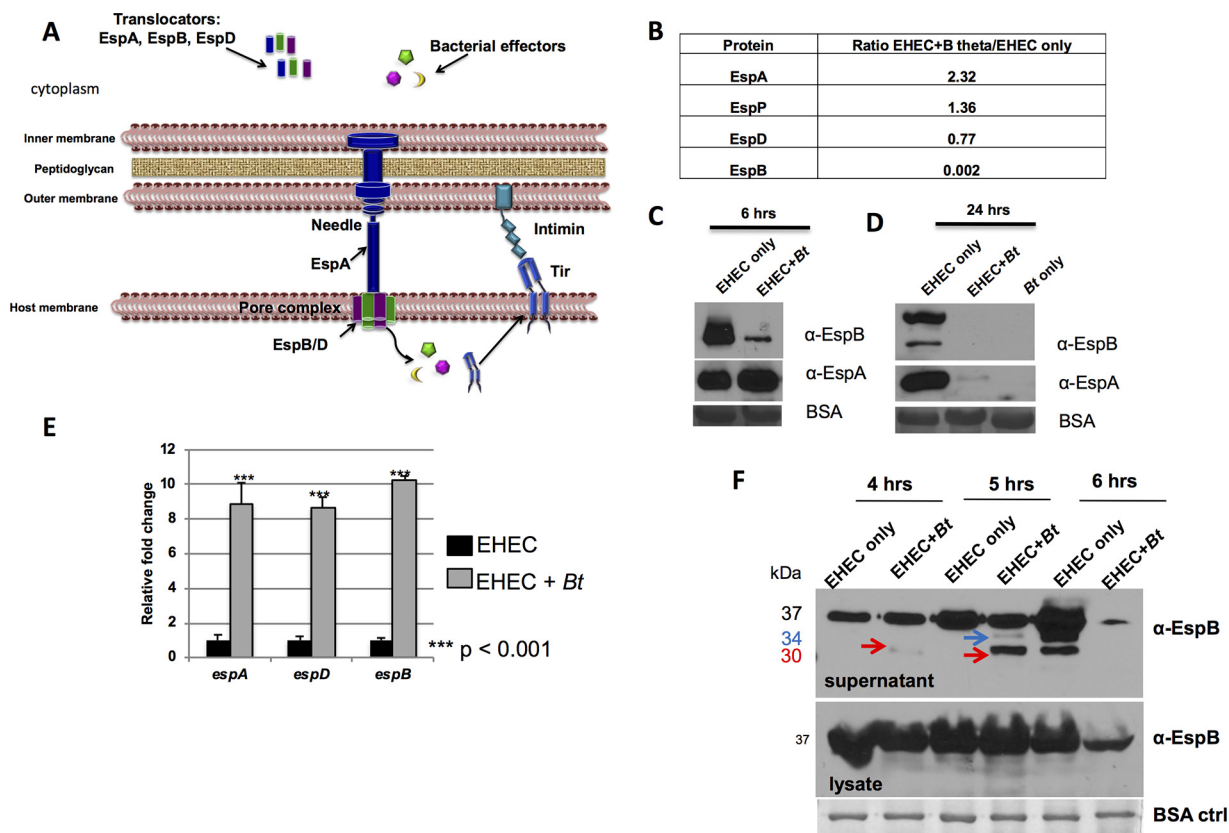 A
Translocators:
EspA, EspB, EspD
Bacterial effectors
cytoplasm
Inner membrane
Peptidoglycan
Outer membrane
Needle
Intimin
EspA
Tir
Host membrane
Pore complex
EspB/D
B
Protein Ratio EHEC+B theta/EHEC only
EspA 2.32
EspP 1.36
EspD 0.77
EspB 0.002
C
6 hrs
EHEC only
EHEC+Bt
α-EspB
α-EspA
BSA
D
24 hrs
EHEC only
EHEC+Bt
Bt only
α-EspB
α-EspA
BSA
E
Relative fold change
12
10
8
6
4
2
0
*** *** ***
espA espD espB
EHEC
EHEC + Bt
*** p < 0.001
F
4 hrs 5 hrs 6 hrs
EHEC only EHEC+Bt EHEC only EHEC+Bt EHEC only EHEC+Bt
kDa
37
34
30
α-EspB
supernatant
37
α-EspB
lysate
BSA ctrl